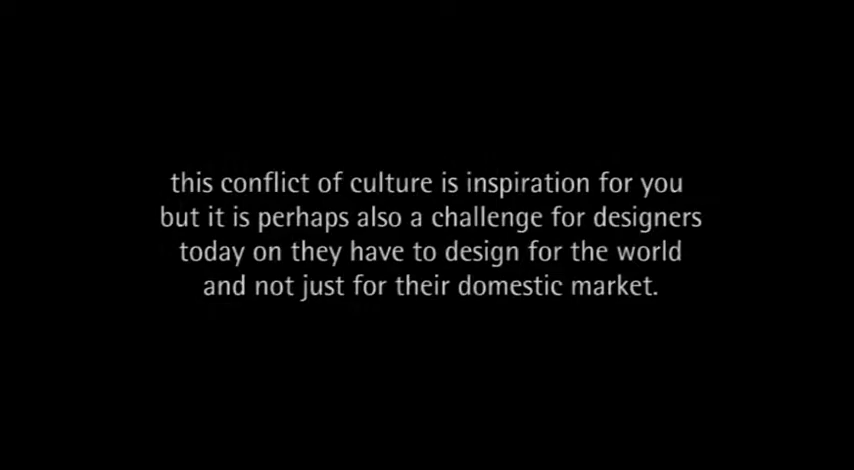 this conflict of culture is inspiration for you
but it is perhaps also a challenge for designers
today on they have to design for the world
and not just for their domestic market.